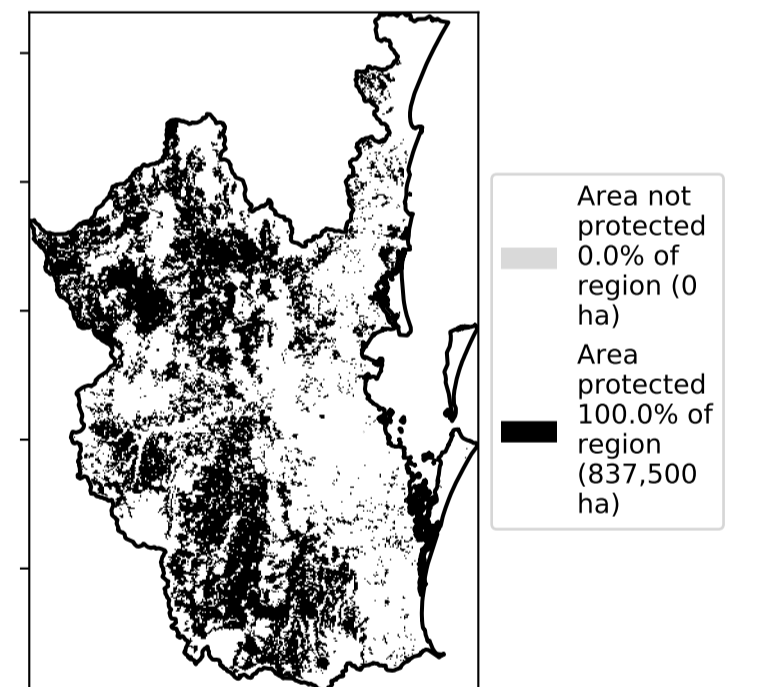 Area not
protected
0.0% of
region (0
ha)
Area
protected
100.0% of
region
(837,500
ha)